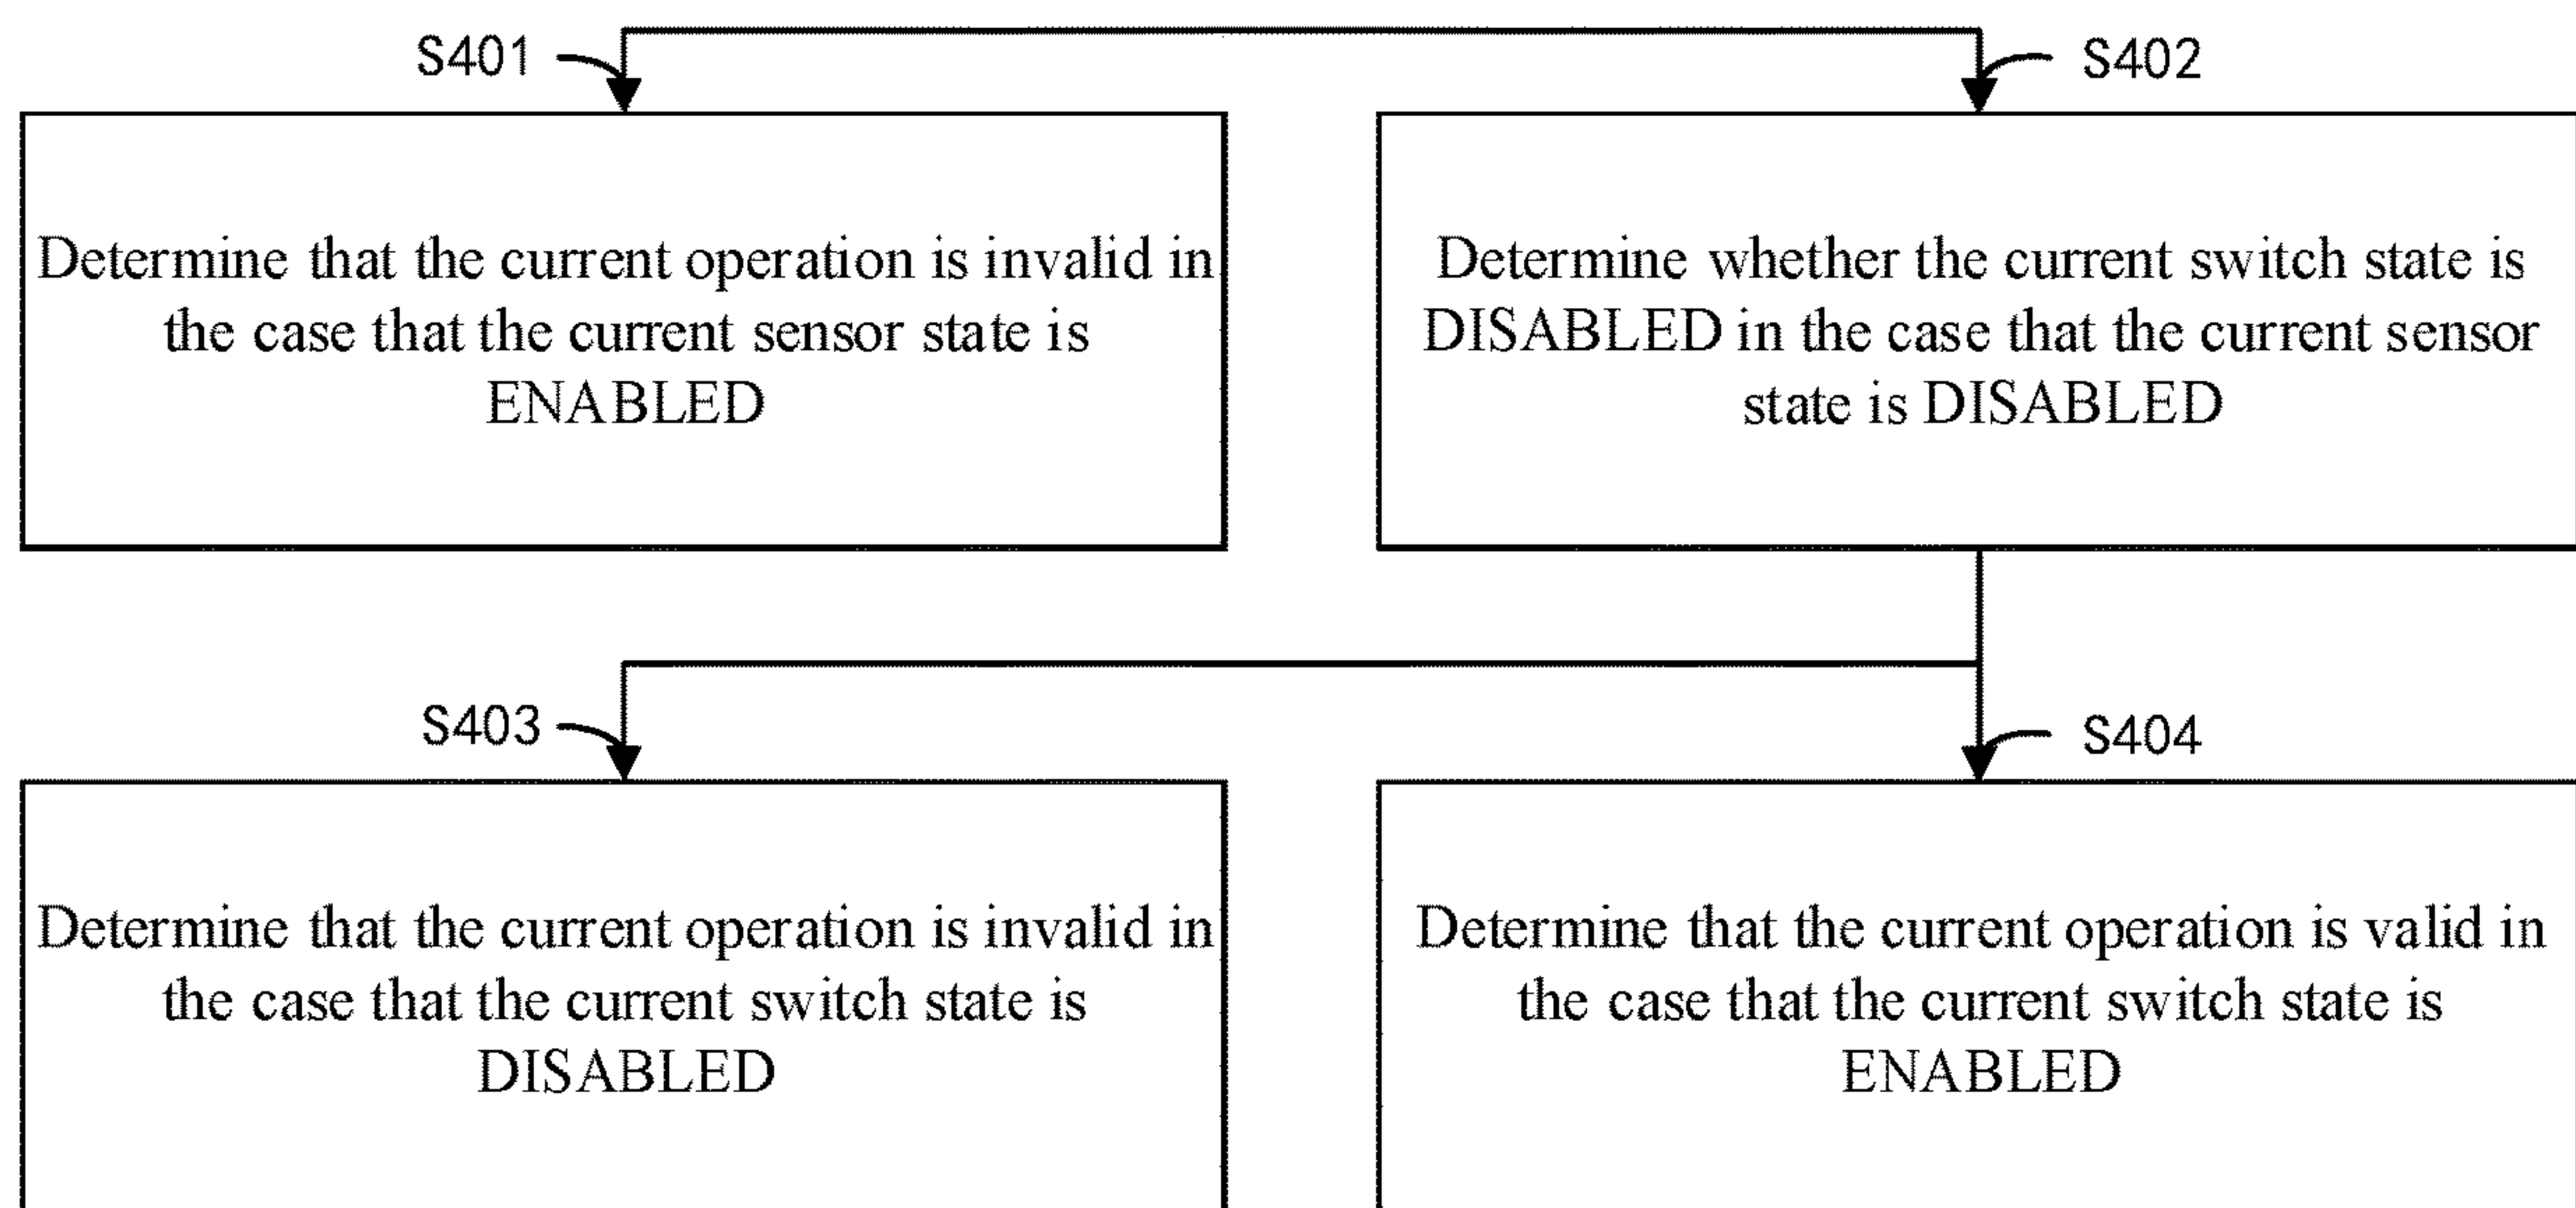 S401
S402
Determine that the current operation is invalid in
the case that the current sensor state is
ENABLED
Determine whether the current switch state is
DISABLED in the case that the current sensor
state is DISABLED
S403
S404
Determine that the current operation is invalid in
the case that the current switch state is
DISABLED
Determine that the current operation is valid in
the case that the current switch state is
ENABLED